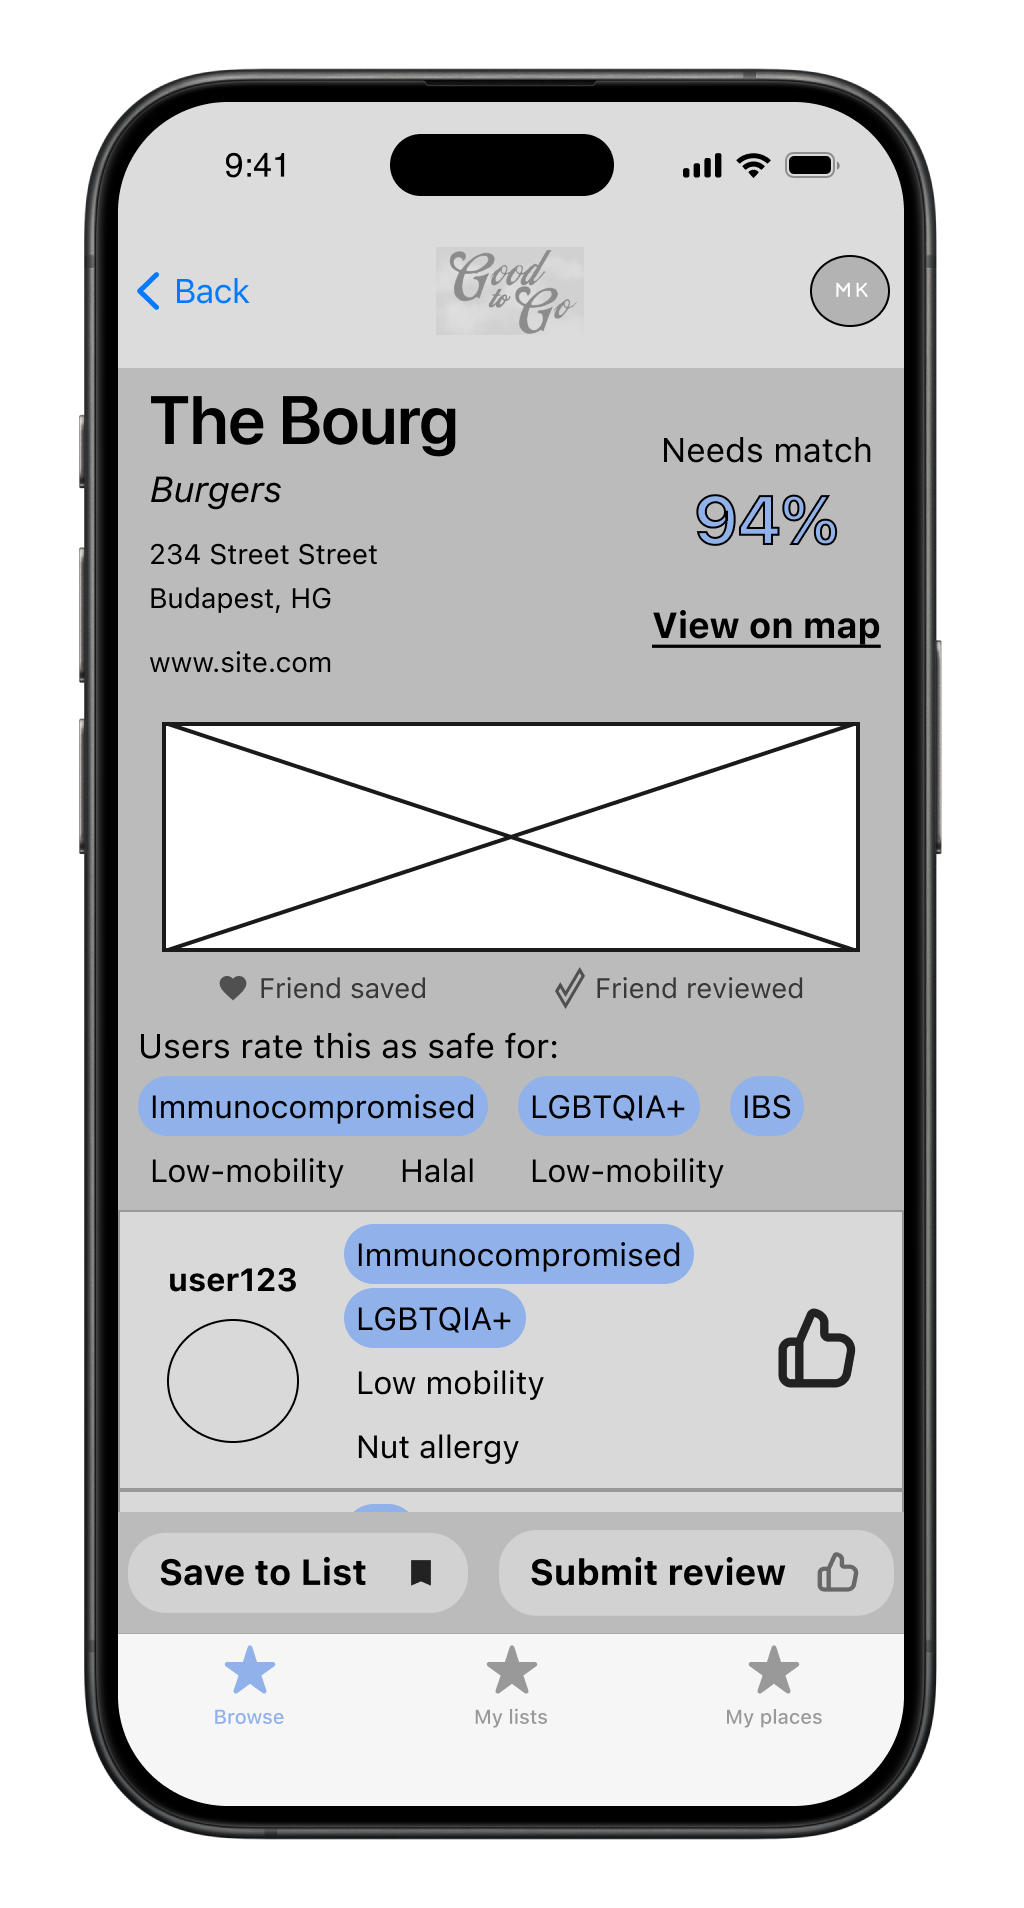 9:41
Back
Good
to
Go
MK
The Bourg
Burgers
234 Street Street
Budapest, HG
www.site.com
Needs match
94%
View on map
Friend saved
Friend reviewed
Users rate this as safe for:
Immunocompromised LGBTQIA+ IBS
Low-mobility Halal Low-mobility
user123
Immunocompromised
LGBTQIA+
Low mobility
Nut allergy
Save to List
Submit review
Browse
My lists
My places